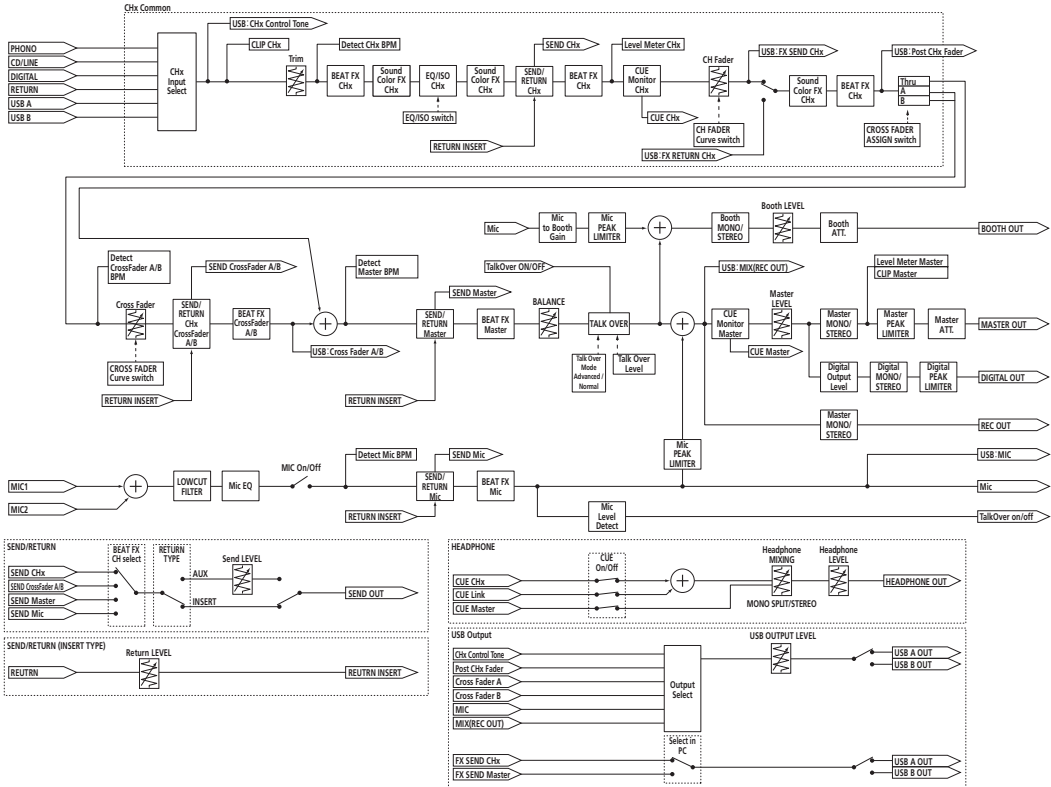 CHx Common
USB: CHx Control Tone
CLIP CHx
Detect CHx BPM
SEND CHx
Level Meter CHx
USB: FX SEND CHx
USB: Post CHx Fader
PHONO
CD/LINE
DIGITAL
RETURN
USB A
USB B
CHx
Input
Select
Trim
BEAT FX
CHx
Sound
Color FX
CHx
EQ/ISO
CHx
Sound
Color FX
CHx
SEND/
RETURN
CHx
BEAT FX
CHx
CUE
Monitor
CHx
CH Fader
Sound
Color FX
CHx
BEAT FX
CHx
Thru
A
B
EQ/ISO switch
CUE CHx
RETURN INSERT
CH FADER
Curve switch
USB: FX RETURN CHx
CROSS FADER
ASSIGN switch
Mic
Mic
to Booth
Gain
Mic
PEAK
LIMITER
Booth
MONO/
STEREO
Booth LEVEL
Booth
ATT.
BOOTH OUT
Detect
CrossFader A/B
BPM
SEND CrossFader A/B
Detect
Master BPM
TalkOver ON/OFF
USB: MIX(REC OUT)
Level Meter Master
CLIP Master
SEND Master
Cross Fader
SEND/
RETURN
CHx
CrossFader
A/B
BEAT FX
CrossFader
A/B
SEND/
RETURN
Master
BEAT FX
Master
BALANCE
TALK OVER
CUE
Monitor
Master
Master
LEVEL
Master
MONO/
STEREO
Master
PEAK
LIMITER
Master
ATT.
MASTER OUT
USB: Cross Fader A/B
CUE Master
CROSS FADER
Curve switch
RETURN INSERT
RETURN INSERT
Talk Over
Mode
Advanced /
Normal
Talk Over
Level
Digital
Output
Level
Digital
MONO/
STEREO
Digital
PEAK
LIMITER
DIGITAL OUT
Master
MONO/
STEREO
REC OUT
Mic
PEAK
LIMITER
Detect Mic BPM
SEND Mic
USB: MIC
MIC1
MIC2
LOWCUT
FILTER
Mic EQ
MIC On/Off
SEND/
RETURN
Mic
BEAT FX
Mic
Mic
RETURN INSERT
Mic
Level
Detect
TalkOver on/off
SEND/RETURN
BEAT FX
CH select
RETURN
TYPE
SEND CHx
SEND CrossFader A/B
SEND Master
SEND Mic
AUX
INSERT
Send LEVEL
SEND OUT
SEND/RETURN (INSERT TYPE)
REUTRN
Return LEVEL
REUTRN INSERT
HEADPHONE
CUE
On/Off
CUE CHx
CUE Link
CUE Master
Headphone
MIXING
Headphone
LEVEL
MONO SPLIT/STEREO
HEADPHONE OUT
USB Output
CHx Control Tone
Post CHx Fader
Cross Fader A
Cross Fader B
MIC
MIX(REC OUT)
Output
Select
USB OUTPUT LEVEL
USB A OUT
USB B OUT
Select in
PC
FX SEND CHx
FX SEND Master
USB A OUT
USB B OUT